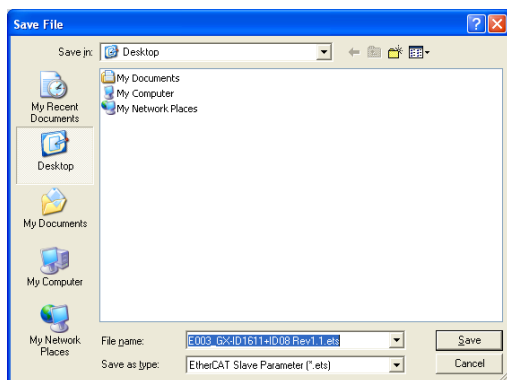 Save File
Save in: Desktop
My Documents
My Computer
My Network Places
My Recent
Documents
Desktop
My Documents
My Computer
My Network
Places
File name: E003_GX-ID1611+ID08 Rev1.1.ets
Save
Save as type: EtherCAT Slave Parameter (*.ets)
Cancel